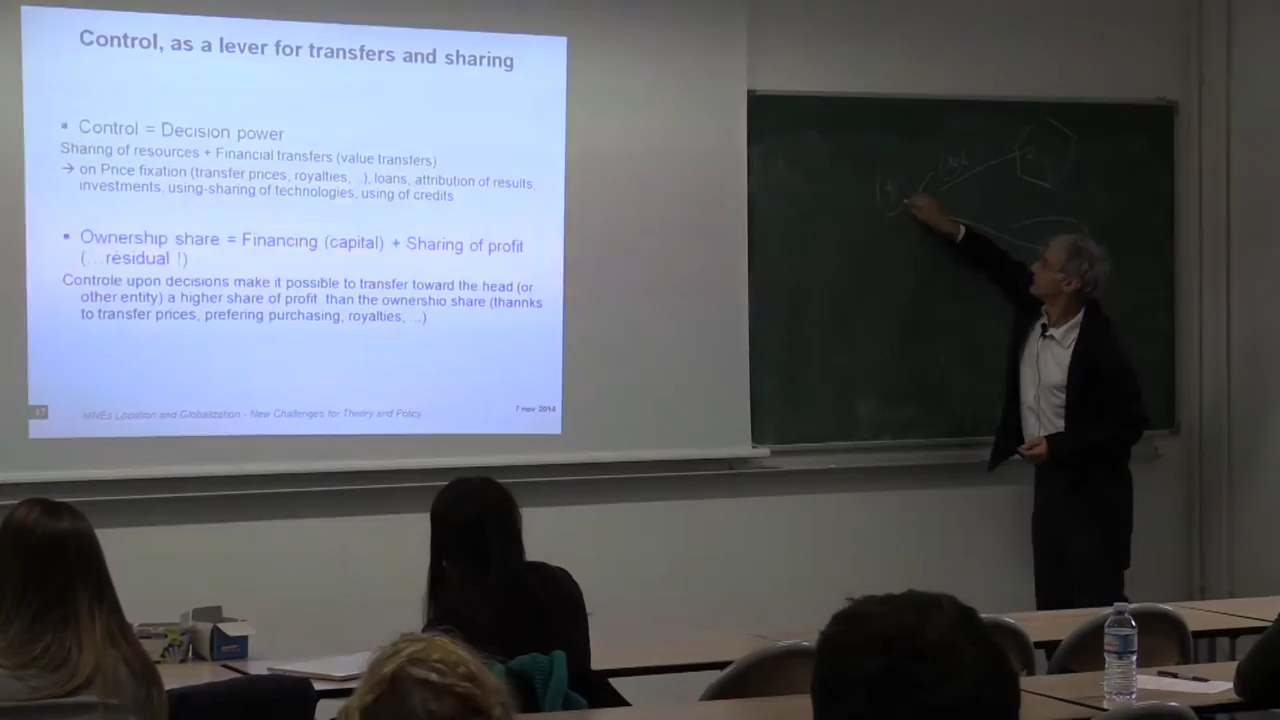 Control, as a lever for transfers and sharing
▪ Control = Decision power
Sharing of resources + Financial transfers (value transfers)
→ on Price fixation (transfer prices, royalties, ...), loans, attribution of results,
investments, using-sharing of technologies, using of credits
▪ Ownership share = Financing (capital) + Sharing of profit
(...résidual !)
Controle upon decisions make it possible to transfer toward the head (or
other entity) a higher share of profit than the ownershio share (thannks
to transfer prices, prefering purchasing, royalties, ...)
17 MNEs Location and Globalization - New Challenges for Theory and Policy 7 nov 2014